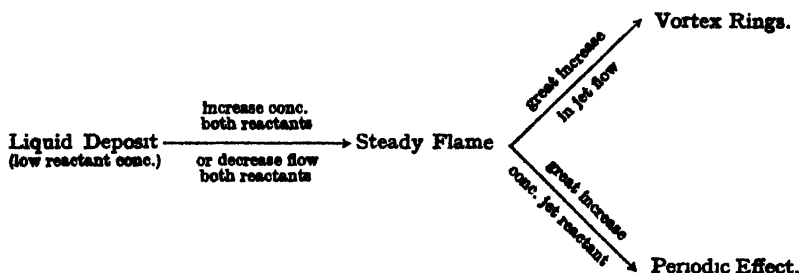 Vortex Rings.
great increase
in jet flow
Increase conc.
both reactants
Liquid Deposit
(low reactant conc.)
or decrease flow
both reactants
Steady Flame
great increase
conc. jet reactant
Periodic Effect.